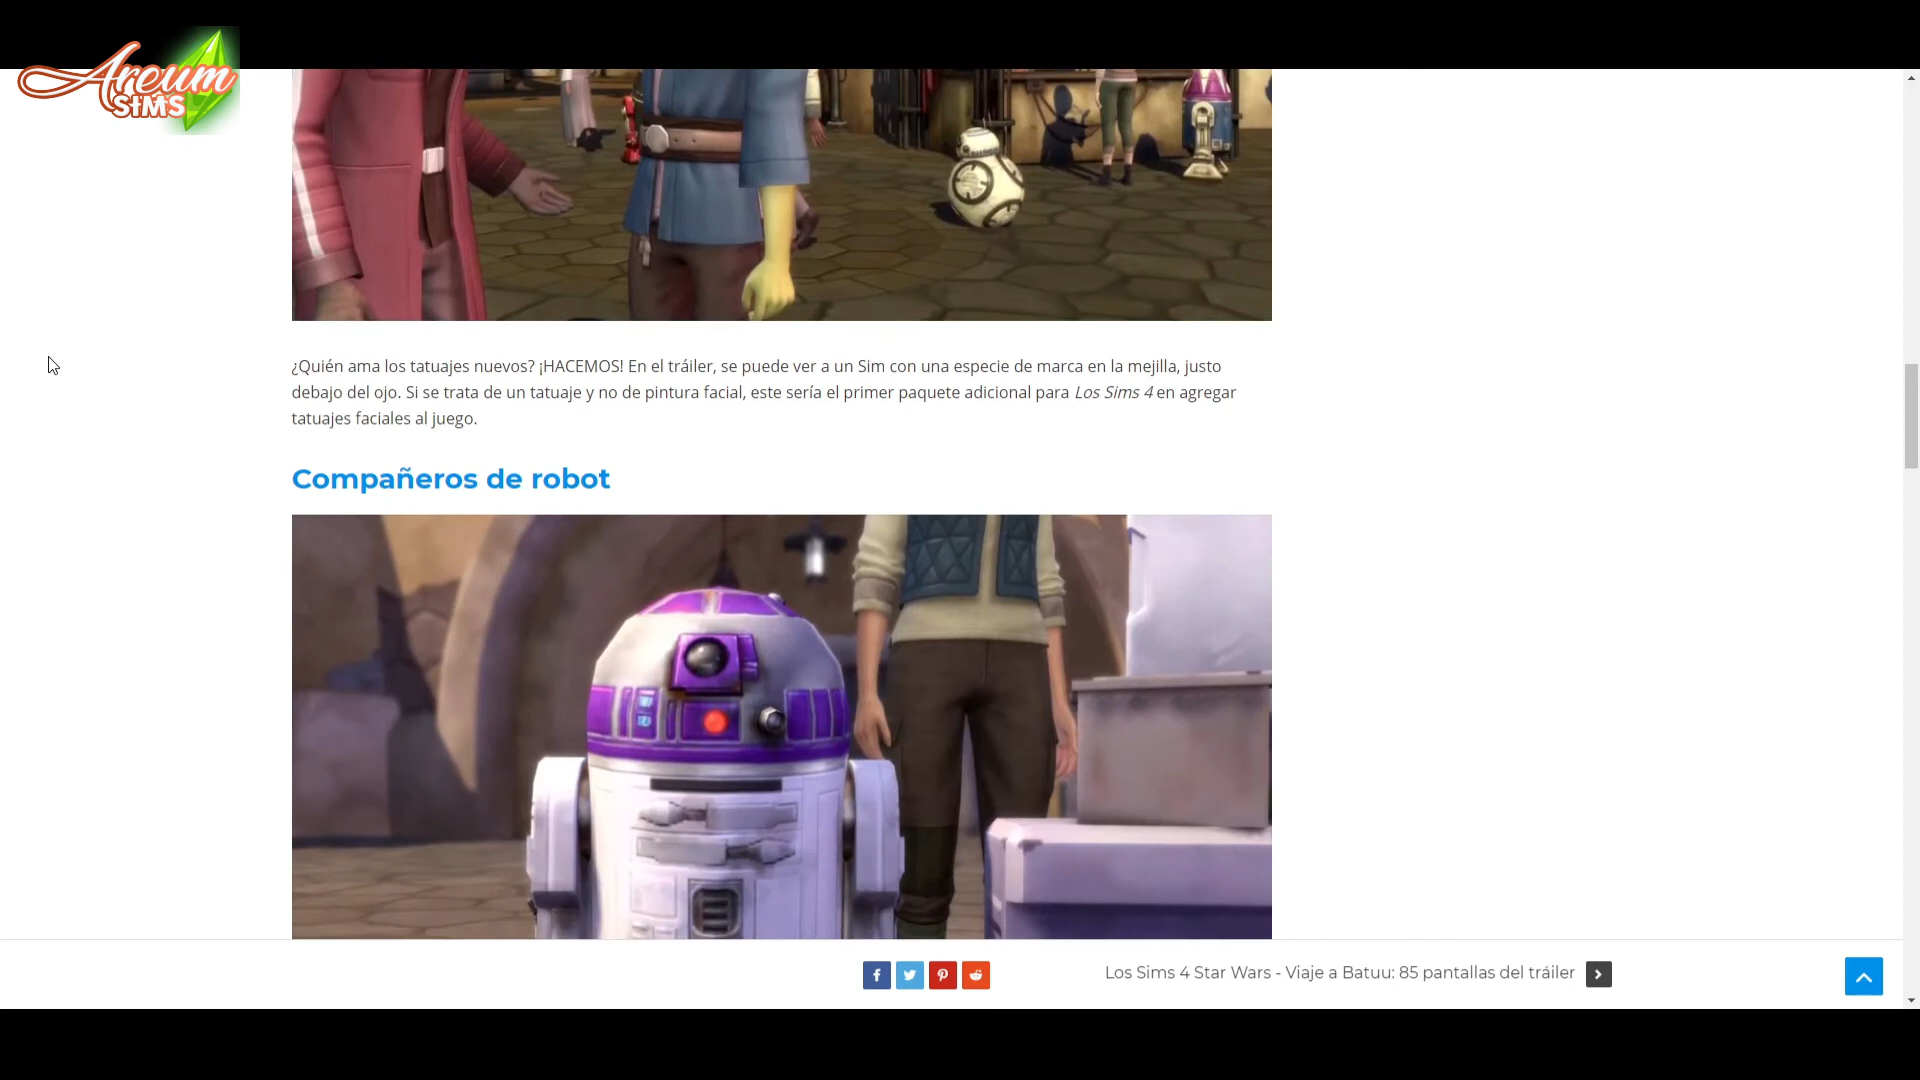 Areum
SIMS
¿Quién ama los tatuajes nuevos? ¡HACEMOS! En el tráiler, se puede ver a un Sim con una especie de marca en la mejilla, justo
debajo del ojo. Si se trata de un tatuaje y no de pintura facial, este sería el primer paquete adicional para Los Sims 4 en agregar
tatuajes faciales al juego.
Compañeros de robot
Los Sims 4 Star Wars - Viaje a Batuu: 85 pantallas del tráiler